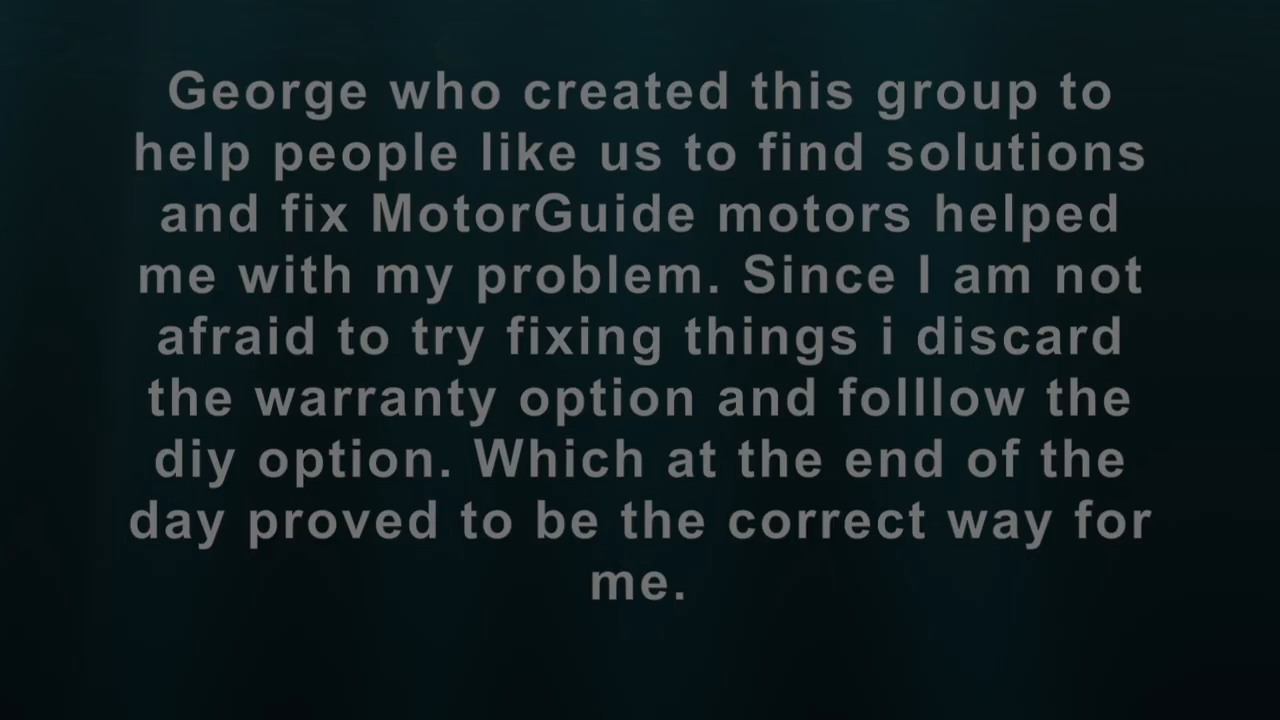 George who created this group to
help people like us to find solutions
and fix MotorGuide motors helped
me with my problem. Since I am not
afraid to try fixing things i discard
the warranty option and folllow the
diy option. Which at the end of the
day proved to be the correct way for
me.